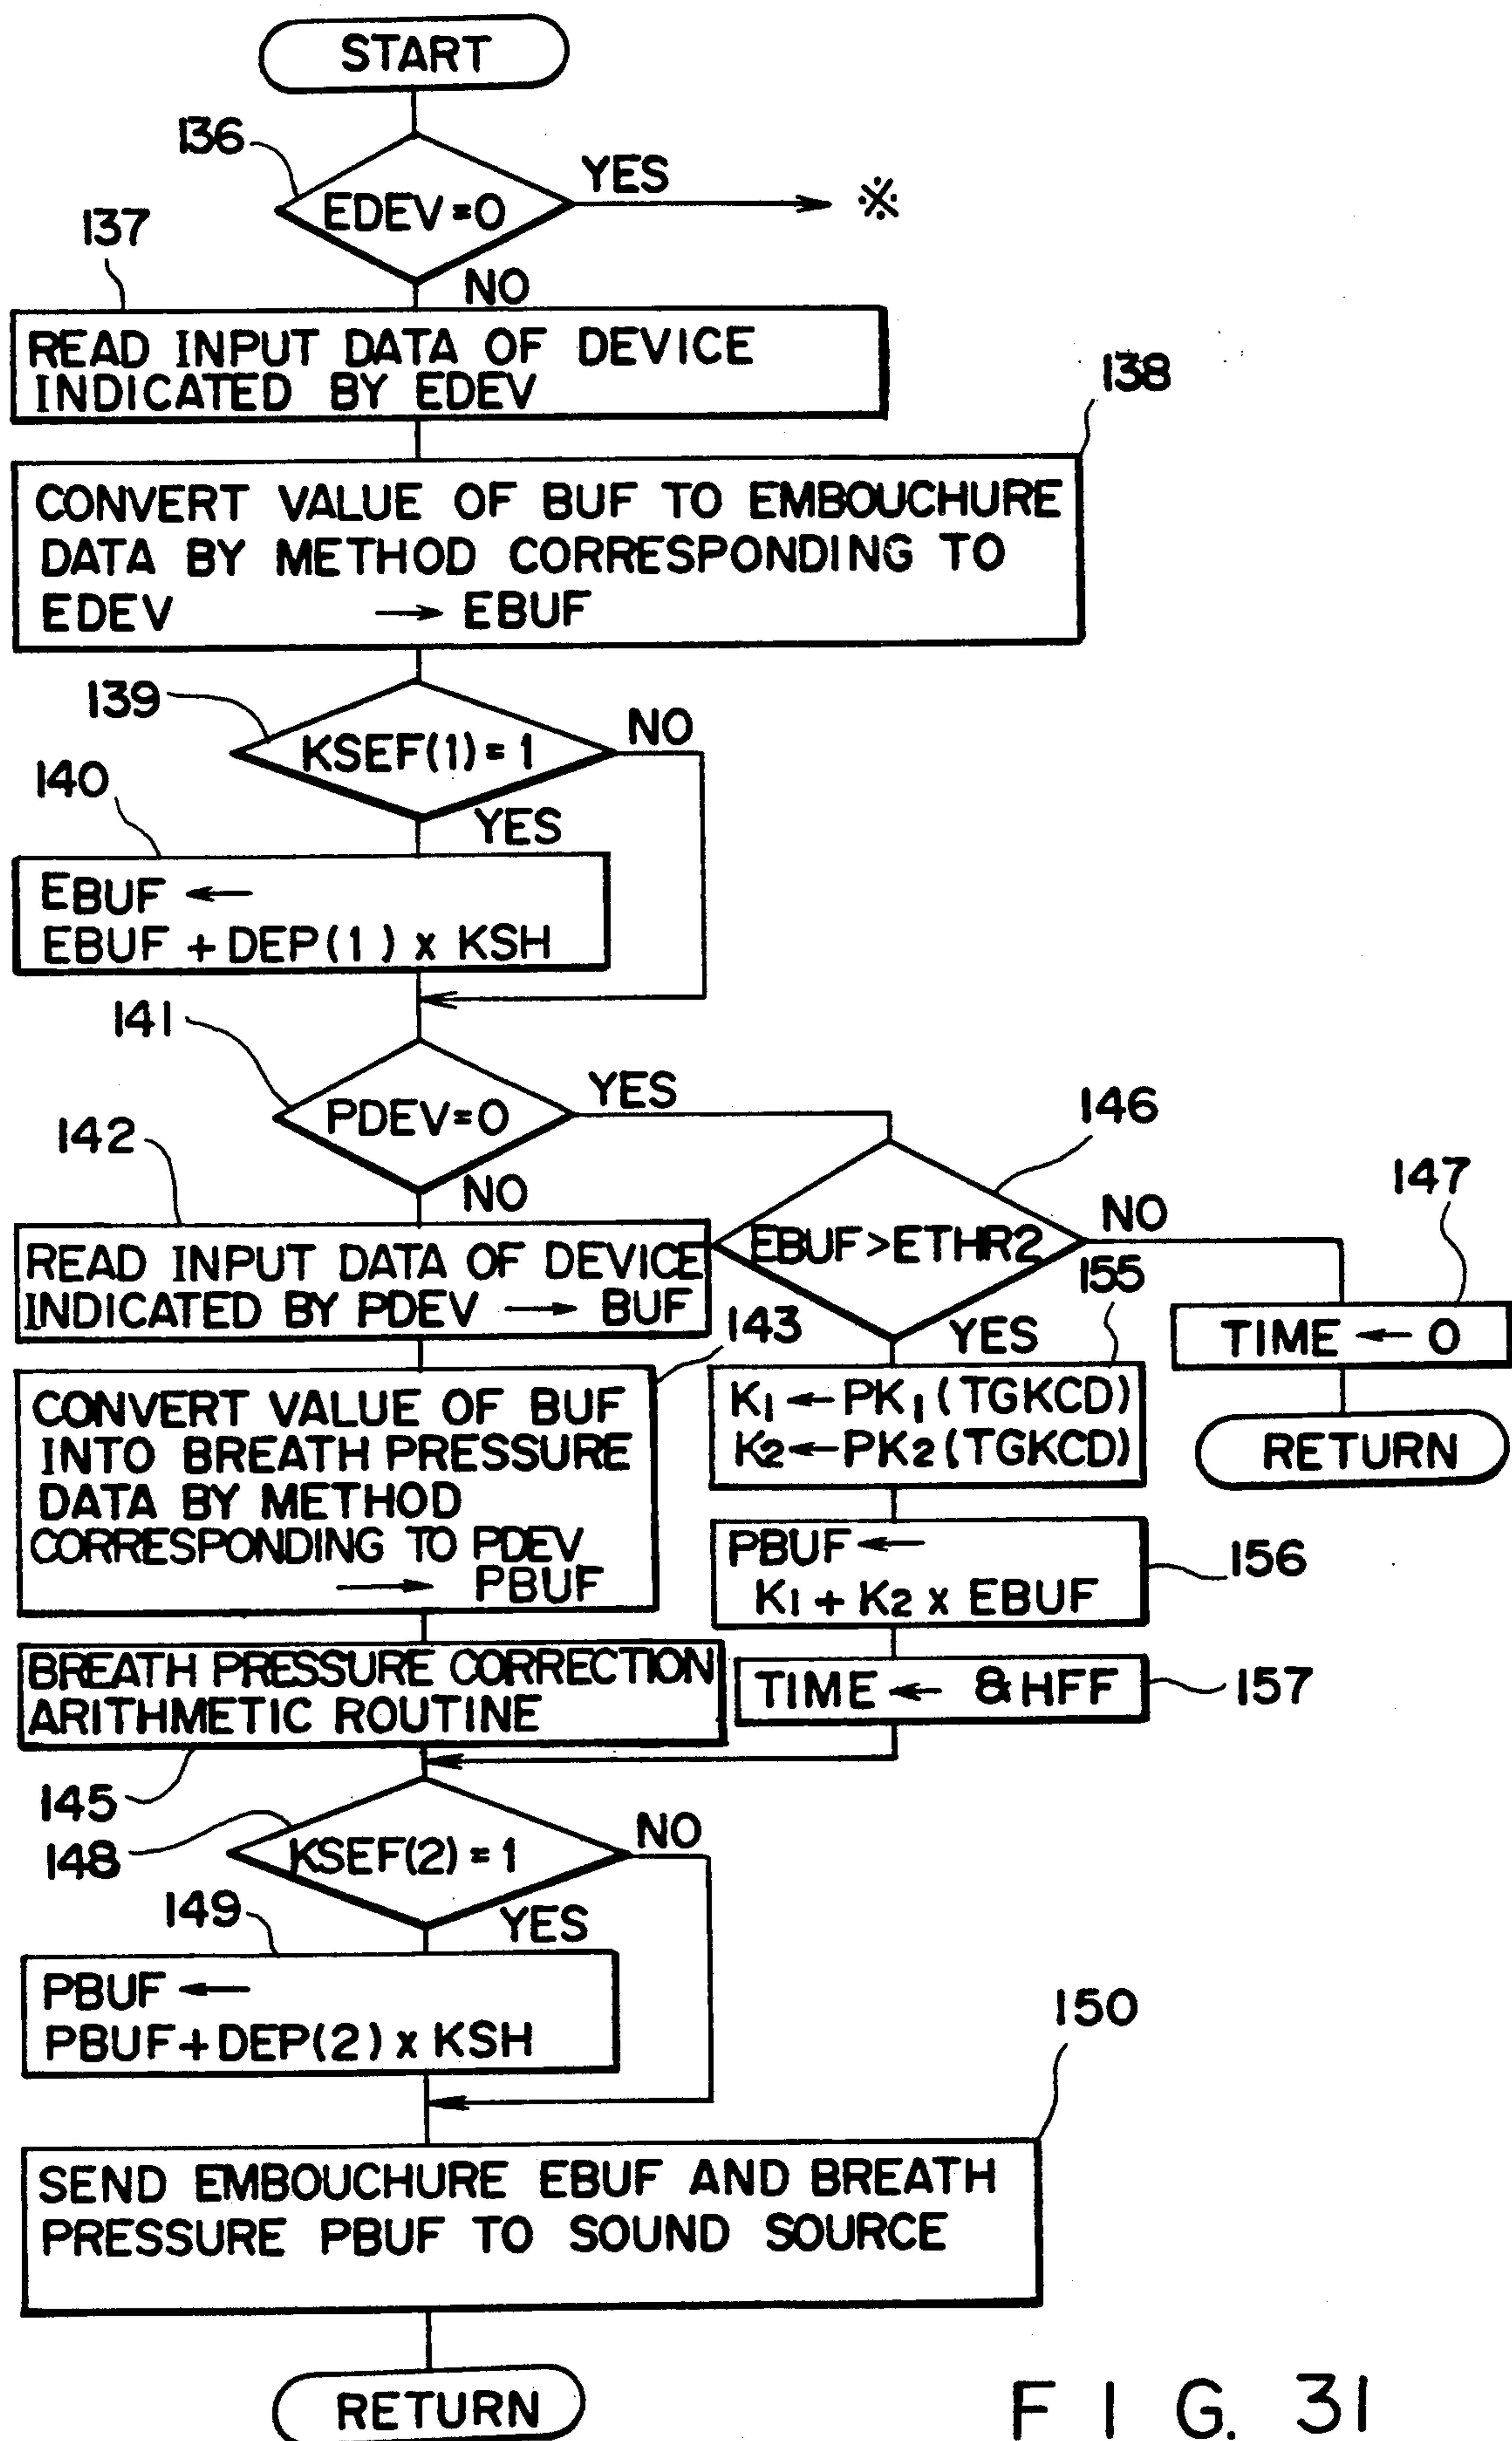 START
136
EDEV=0
YES
※
137
NO
READ INPUT DATA OF DEVICE
INDICATED BY EDEV
138
CONVERT VALUE OF BUF TO EMBOUCHURE
DATA BY METHOD CORRESPONDING TO
EDEV → EBUF
139
KSEF(1)=1
NO
140
YES
EBUF ←
EBUF+DEP(1)x KSH
141
PDEV=0
YES
146
142
NO
EBUF>ETHR2
NO
147
READ INPUT DATA OF DEVICE
INDICATED BY PDEV → BUF
155
TIME ← 0
143
YES
CONVERT VALUE OF BUF
INTO BREATH PRESSURE
DATA BY METHOD
CORRESPONDING TO PDEV
→ PBUF
K1←PK1(TGKCD)
K2←PK2(TGKCD)
RETURN
PBUF←
K1+K2 x EBUF
156
BREATH PRESSURE CORRECTION
ARITHMETIC ROUTINE
TIME ← &HFF
157
145
148
KSEF(2)=1
NO
149
YES
PBUF ←
PBUF+DEP(2)x KSH
150
SEND EMBOUCHURE EBUF AND BREATH
PRESSURE PBUF TO SOUND SOURCE
RETURN
FIG. 31